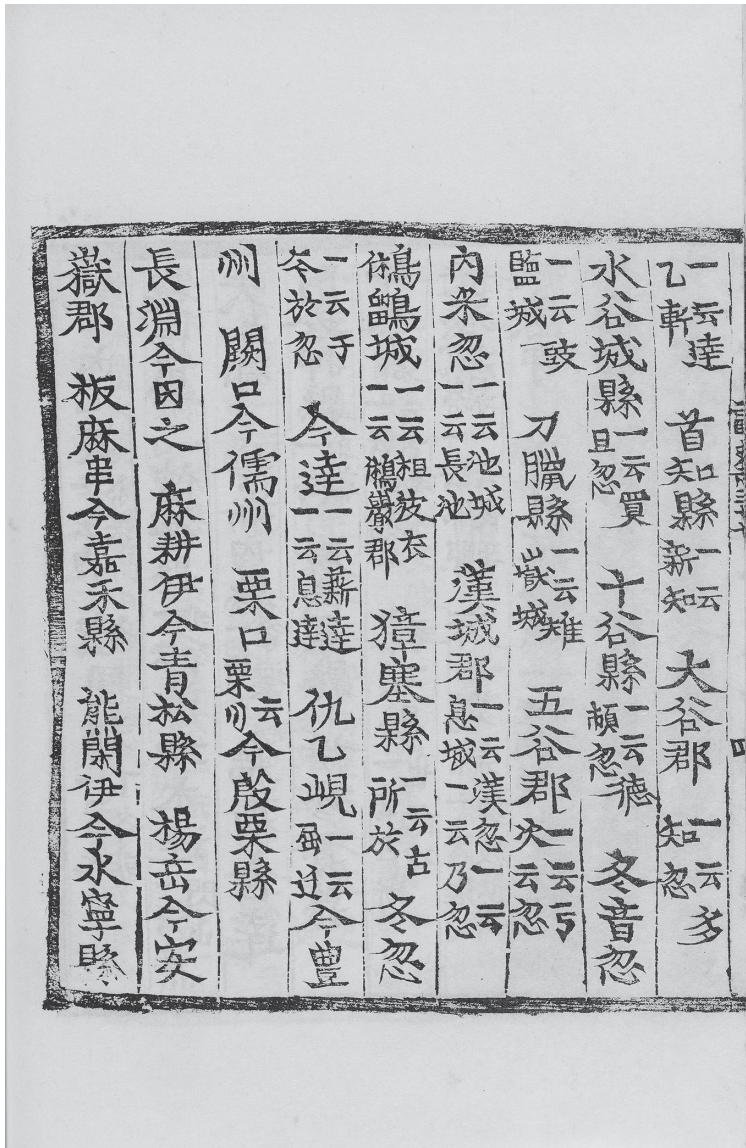 一云達乙斬 首知縣一云新知 大谷郡一云多知忽
水谷城縣一云買旦忽 十谷縣一云德頓忽 冬音忽
一云豉鹽城 刀臘縣一云雉嶽城 五谷郡一云亐次云忽
內米忽一云池城一云長池 漢城郡一云漢忽一云息城一云乃忽
鵂鶹城一云租波衣一云鵂巖郡 獐塞縣一云古所於 冬忽
一云于冬於忽 今達一云薪達一云息達 仇乙峴一云屈迁今豊
州 闕口今儒州 栗口云栗川今殷栗縣
長淵今因之 麻耕伊今青松縣 楊岳今安
嶽郡 板麻串今嘉禾縣 熊閑伊今水寧縣
四